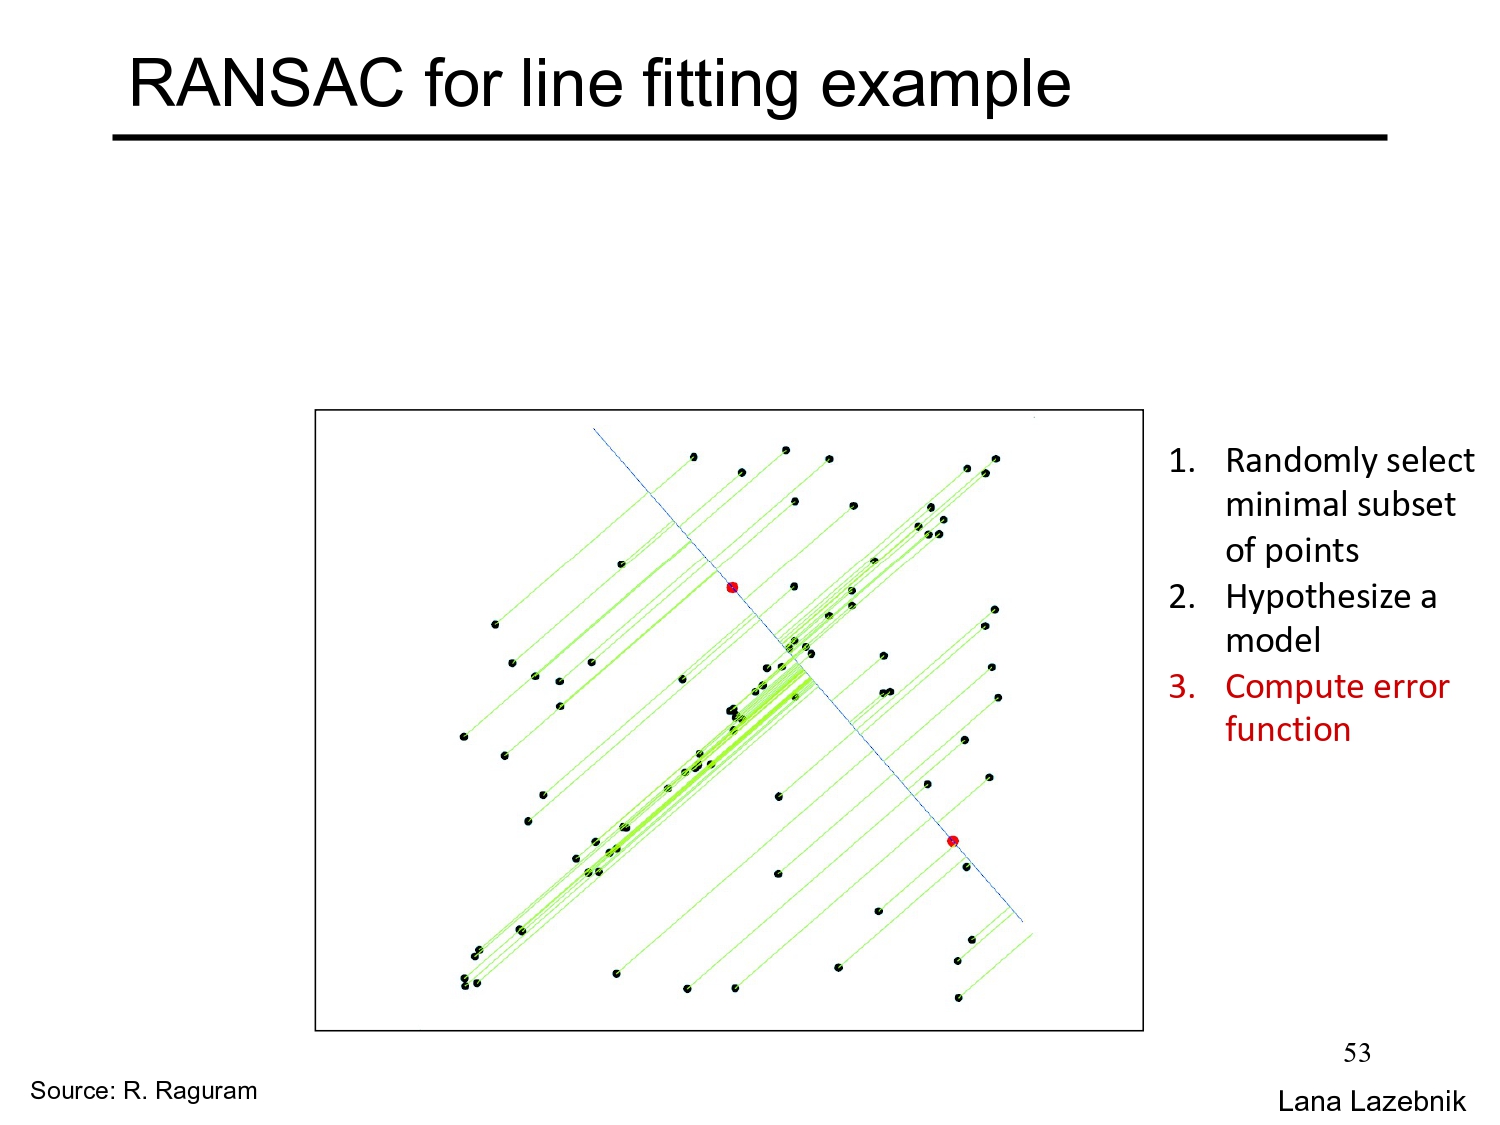 RANSAC for line fitting example
1. Randomly select
minimal subset
of points
2. Hypothesize a
model
3. Compute error
function
53
Source: R. Raguram
Lana Lazebnik